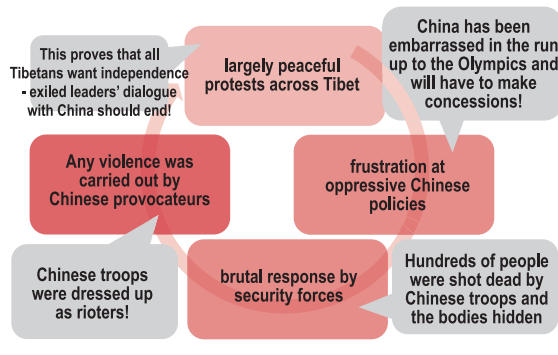 This proves that all
Tibetans want independence
- exiled leaders' dialogue
with China should end!
largely peaceful
protests across Tibet
China has been
embarrassed in the run
up to the Olympics and
will have to make
concessions!
Any violence was
carried out by
Chinese provocateurs
frustration at
oppressive Chinese
policies
Chinese troops
were dressed up
as rioters!
brutal response by
security forces
Hundreds of people
were shot dead by
Chinese troops and
the bodies hidden